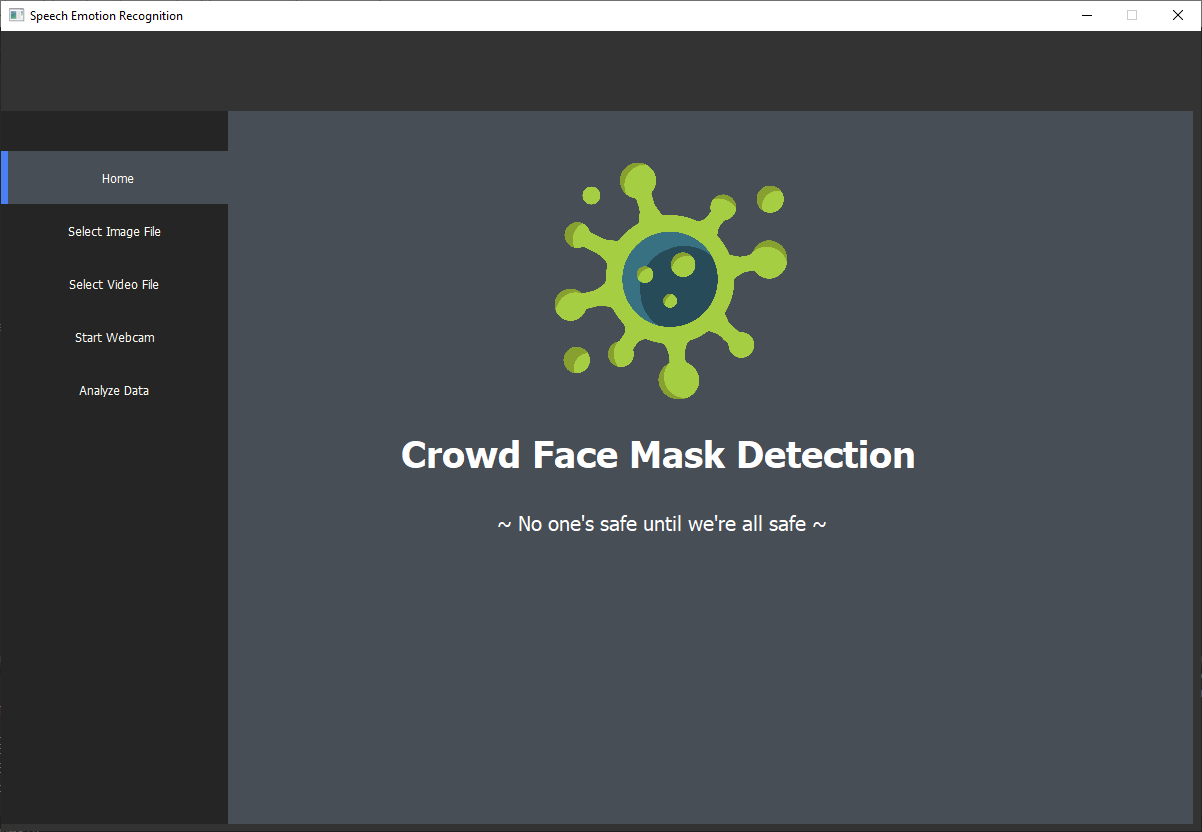 Speech Emotion Recognition
Home
Select Image File
Select Video File
Start Webcam
Analyze Data
Crowd Face Mask Detection
~ No one's safe until we're all safe ~